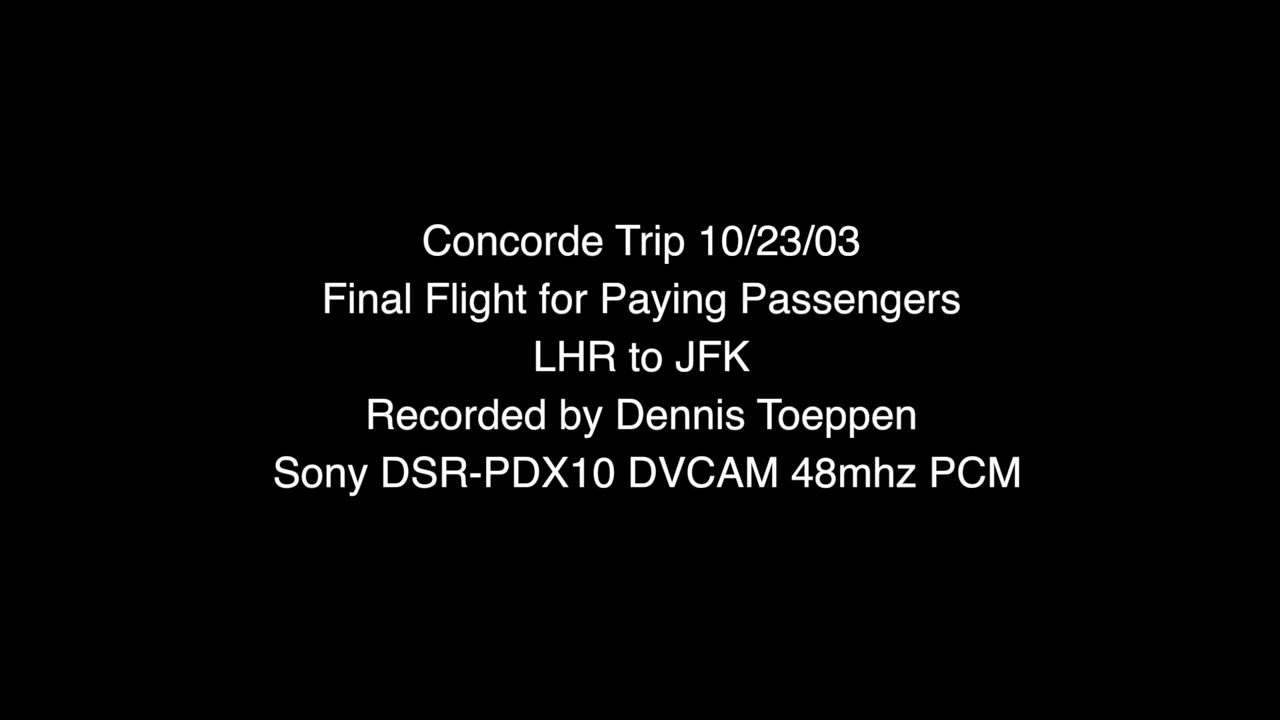 Concorde Trip 10/23/03
Final Flight for Paying Passengers
LHR to JFK
Recorded by Dennis Toeppen
Sony DSR-PDX10 DVCAM 48mhz PCM